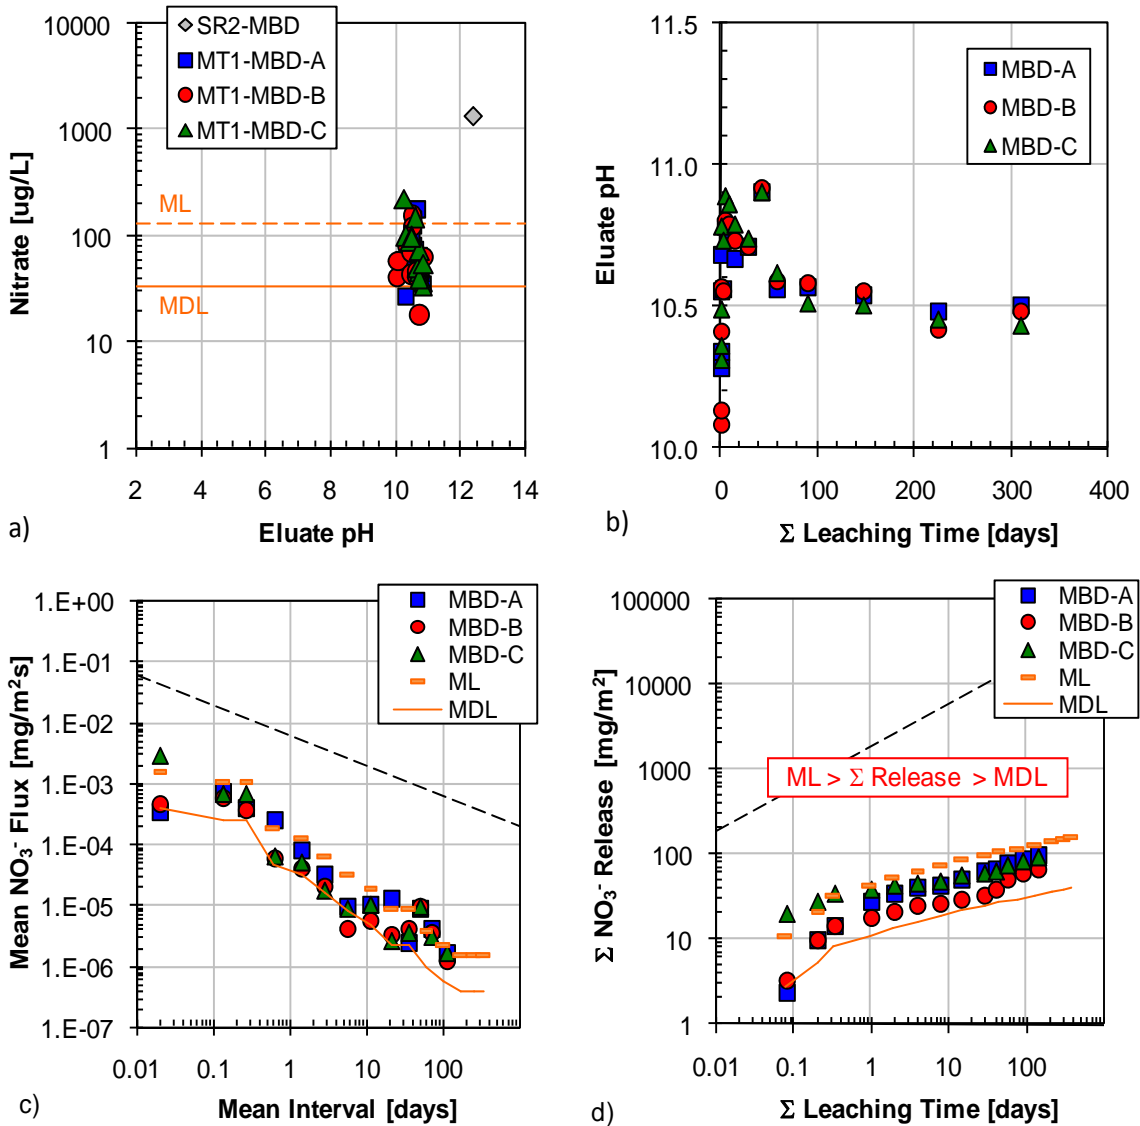 10000
1000
100
10
1
Nitrate [ug/L]
SR2-MBD
MT1-MBD-A
MT1-MBD-B
MT1-MBD-C
ML
MDL
2 4 6 8 10 12 14
Eluate pH
a)
11.5
11.0
10.5
10.0
Eluate pH
MBD-A
MBD-B
MBD-C
0 100 200 300 400
Σ Leaching Time [days]
b)
1.E+00
1.E-01
1.E-02
1.E-03
1.E-04
1.E-05
1.E-06
1.E-07
Mean NO₃- Flux [mg/m²s]
MBD-A
MBD-B
MBD-C
ML
MDL
0.01 0.1 1 10 100
Mean Interval [days]
c)
100000
10000
1000
100
10
1
Σ NO₃- Release [mg/m²]
MBD-A
MBD-B
MBD-C
ML
MDL
ML > Σ Release > MDL
0.01 0.1 1 10 100
Σ Leaching Time [days]
d)